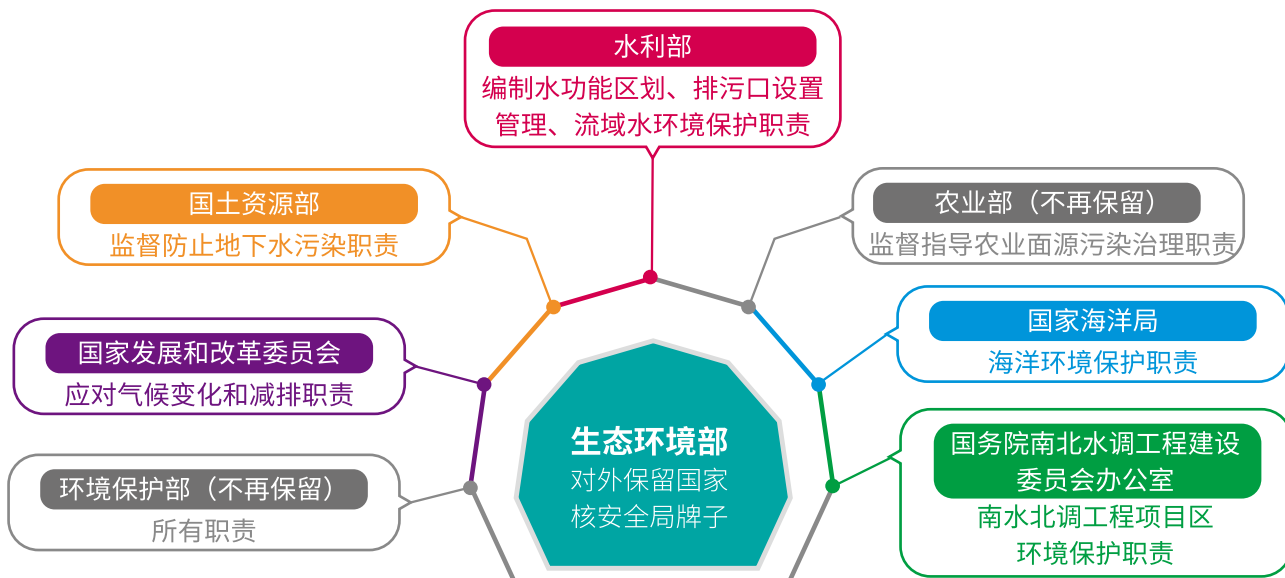 水利部
编制水功能区划、排污口设置
管理、流域水环境保护职责
国土资源部
监督防止地下水污染职责
农业部（不再保留）
监督指导农业面源污染治理职责
国家发展和改革委员会
应对气候变化和减排职责
国家海洋局
海洋环境保护职责
环境保护部（不再保留）
所有职责
生态环境部
对外保留国家
核安全局牌子
国务院南北水调工程建设
委员会办公室
南水北调工程项目区
环境保护职责